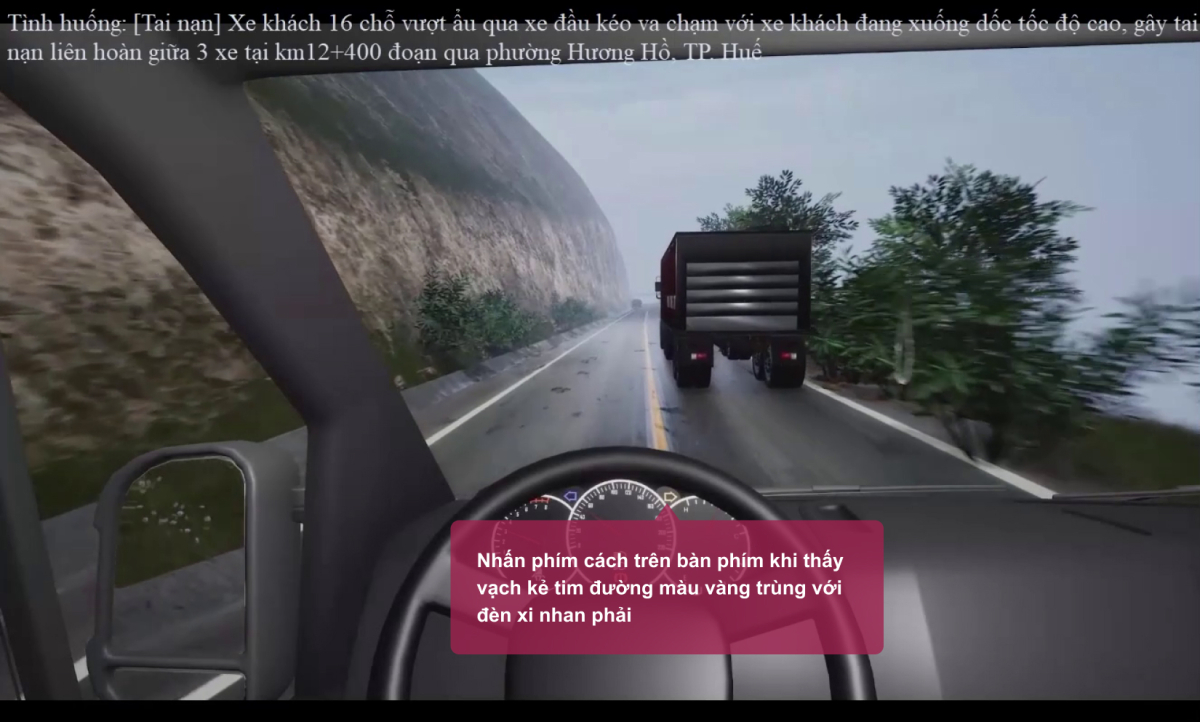 Tình huống: [Tai nạn] Xe khách 16 chỗ vượt ẩu qua xe đầu kéo va chạm với xe khách đang xuống dốc tốc độ cao, gây tai
nạn liên hoàn giữa 3 xe tại km12+400 đoạn qua phường Hương Hồ, TP. Huế
Nhấn phím cách trên bàn phím khi thấy
vạch kẻ tim đường màu vàng trùng với
đèn xi nhan phải